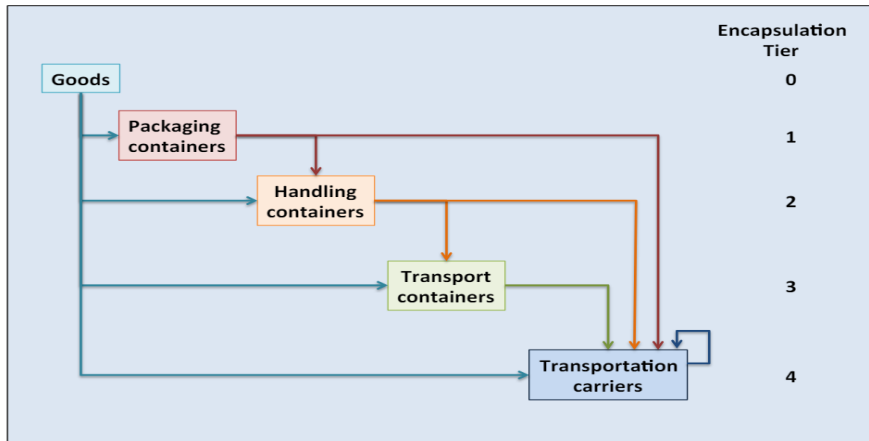 Encapsulation
Tier
Goods
0
Packaging
containers
1
Handling
containers
2
Transport
containers
3
Transportation
carriers
4